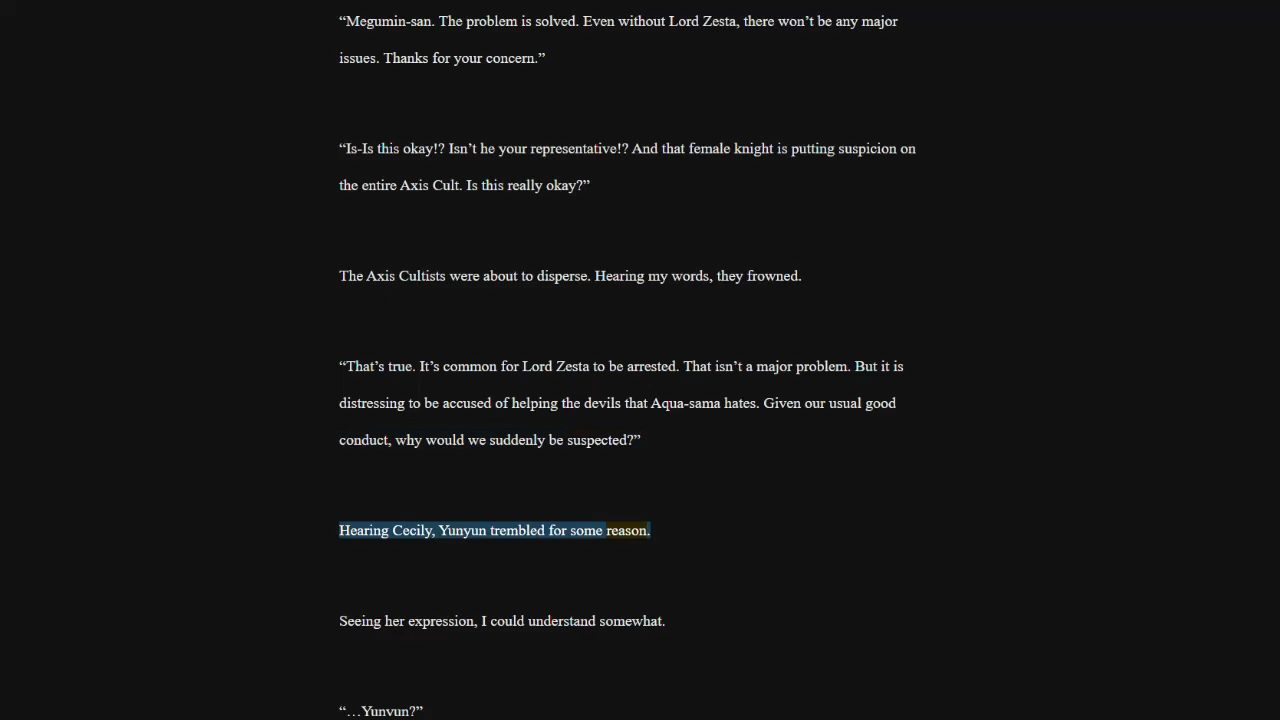 “Megumin-san. The problem is solved. Even without Lord Zesta, there won’t be any major
issues. Thanks for your concern.”
“Is-Is this okay!? Isn’t he your representative!? And that female knight is putting suspicion on
the entire Axis Cult. Is this really okay?”
The Axis Cultists were about to disperse. Hearing my words, they frowned.
“That’s true. It’s common for Lord Zesta to be arrested. That isn’t a major problem. But it is
distressing to be accused of helping the devils that Aqua-sama hates. Given our usual good
conduct, why would we suddenly be suspected?”
Hearing Cecily, Yunyun trembled for some reason.
Seeing her expression, I could understand somewhat.
“…Yunyun?”